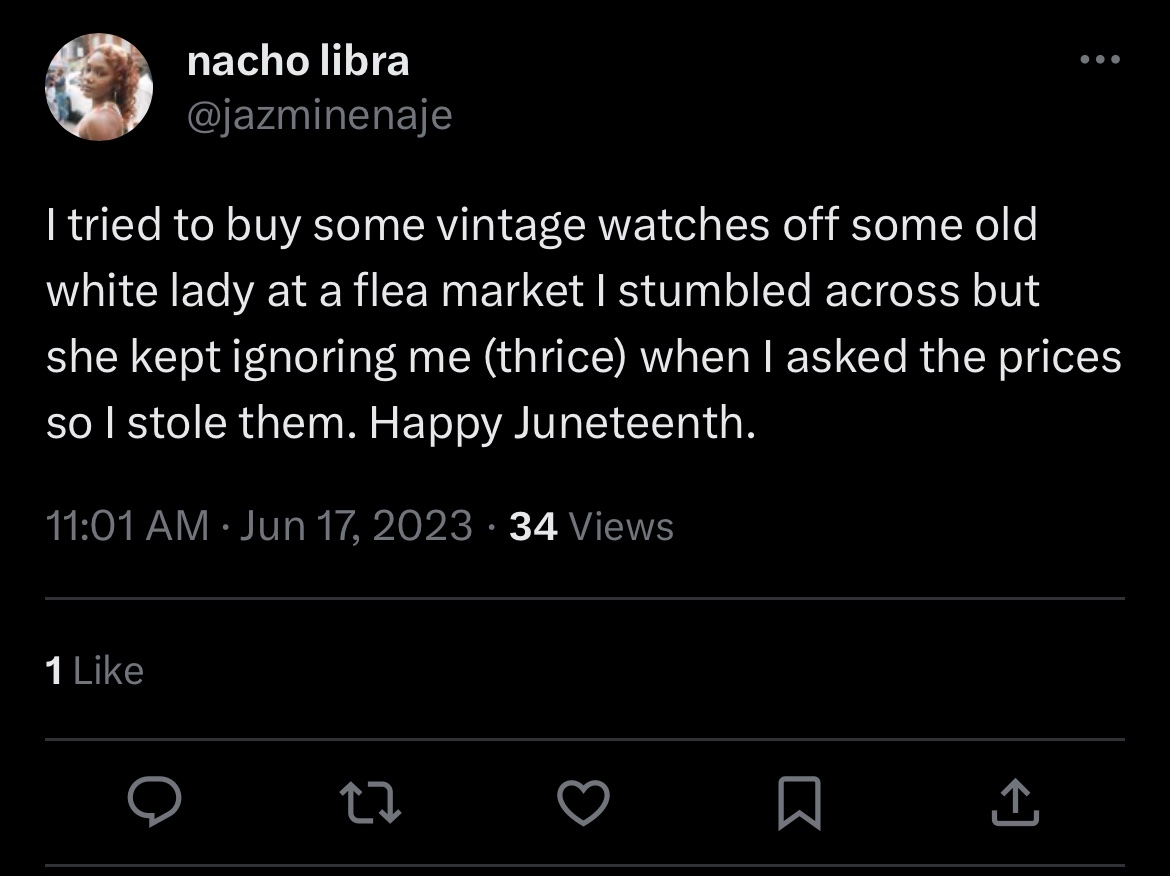 nacho libra
@jazminenaje
I tried to buy some vintage watches off some old
white lady at a flea market I stumbled across but
she kept ignoring me (thrice) when I asked the prices
so I stole them. Happy Juneteenth.
11:01 AM · Jun 17, 2023 · 34 Views
1 Like